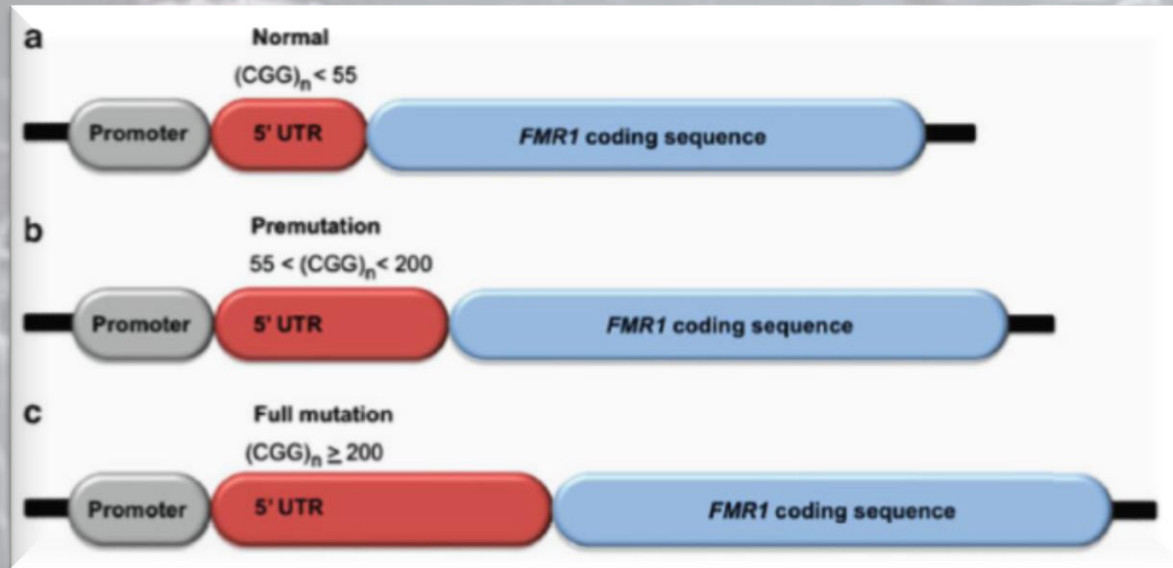 a
Normal
(CGG)n < 55
Promoter 5' UTR FMR1 coding sequence
b
Premutation
55 < (CGG)n < 200
Promoter 5' UTR FMR1 coding sequence
c
Full mutation
(CGG)n ≥ 200
Promoter 5' UTR FMR1 coding sequence